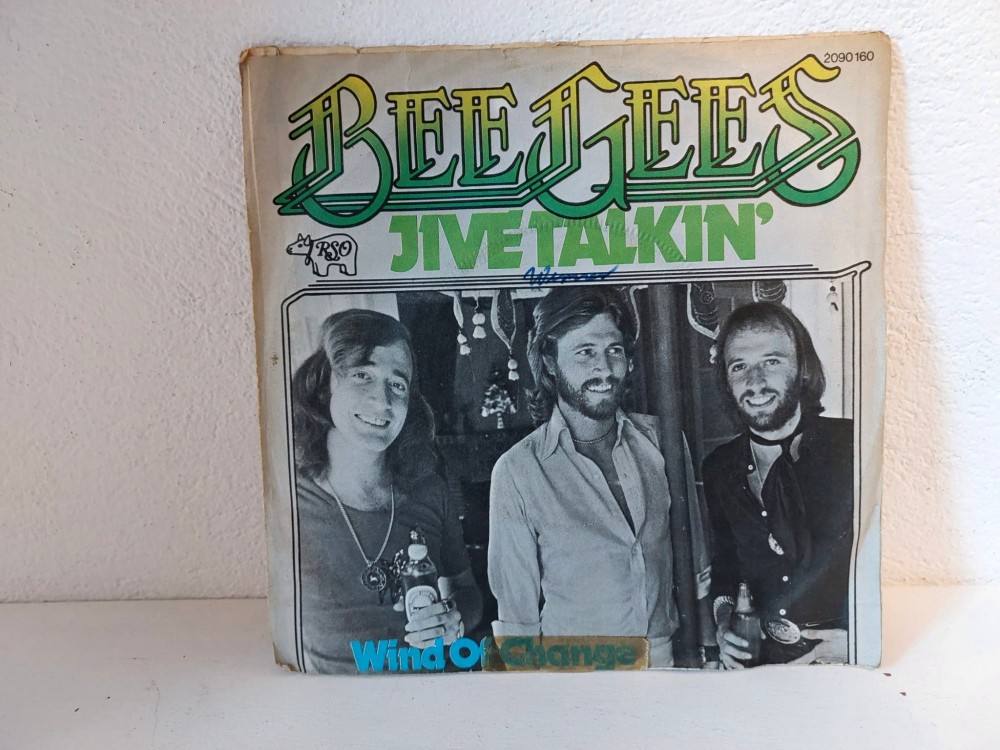 2090 160
BEE GEES
JIVE TALKIN'
RSO
Wind Of Change